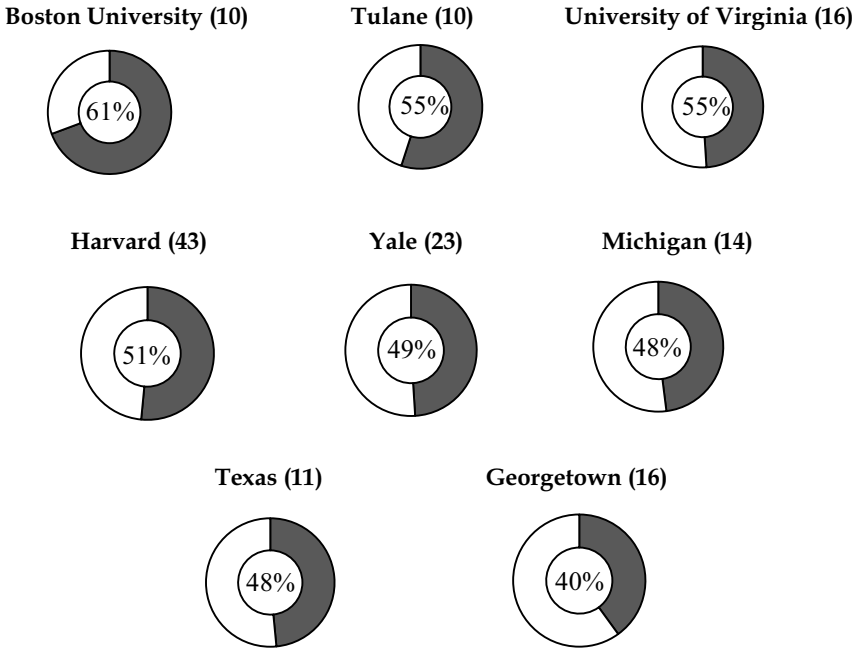 Boston University (10)
Tulane (10)
University of Virginia (16)
61%
55%
55%
Harvard (43)
Yale (23)
Michigan (14)
51%
49%
48%
Texas (11)
Georgetown (16)
48%
40%